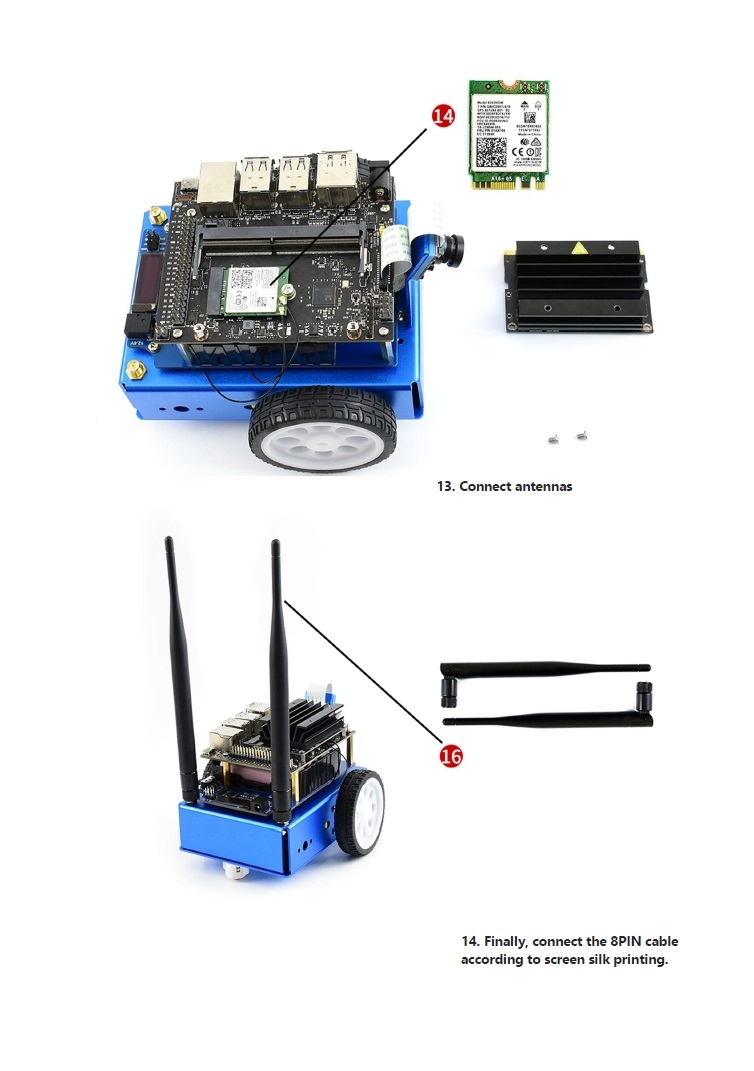 14
13. Connect antennas
16
14. Finally, connect the 8PIN cable
according to screen silk printing.